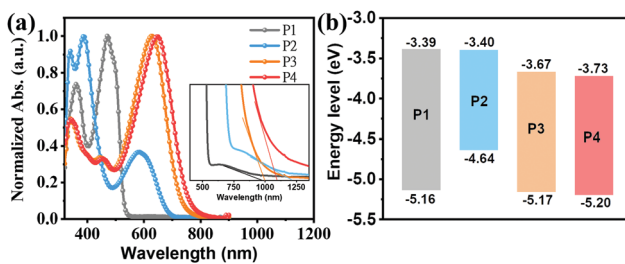 (a)
Normalized Abs. (a.u.)
1.0
0.8
0.6
0.4
0.2
0.0
400 600 800 1000 1200
Wavelength (nm)
P1
P2
P3
P4
500 750 1000 1250
Wavelength (nm)
(b)
Energy level (eV)
-3.0
-3.5
-4.0
-4.5
-5.0
-5.5
-3.39
P1
-5.16
-3.40
P2
-4.64
-3.67
P3
-5.17
-3.73
P4
-5.20